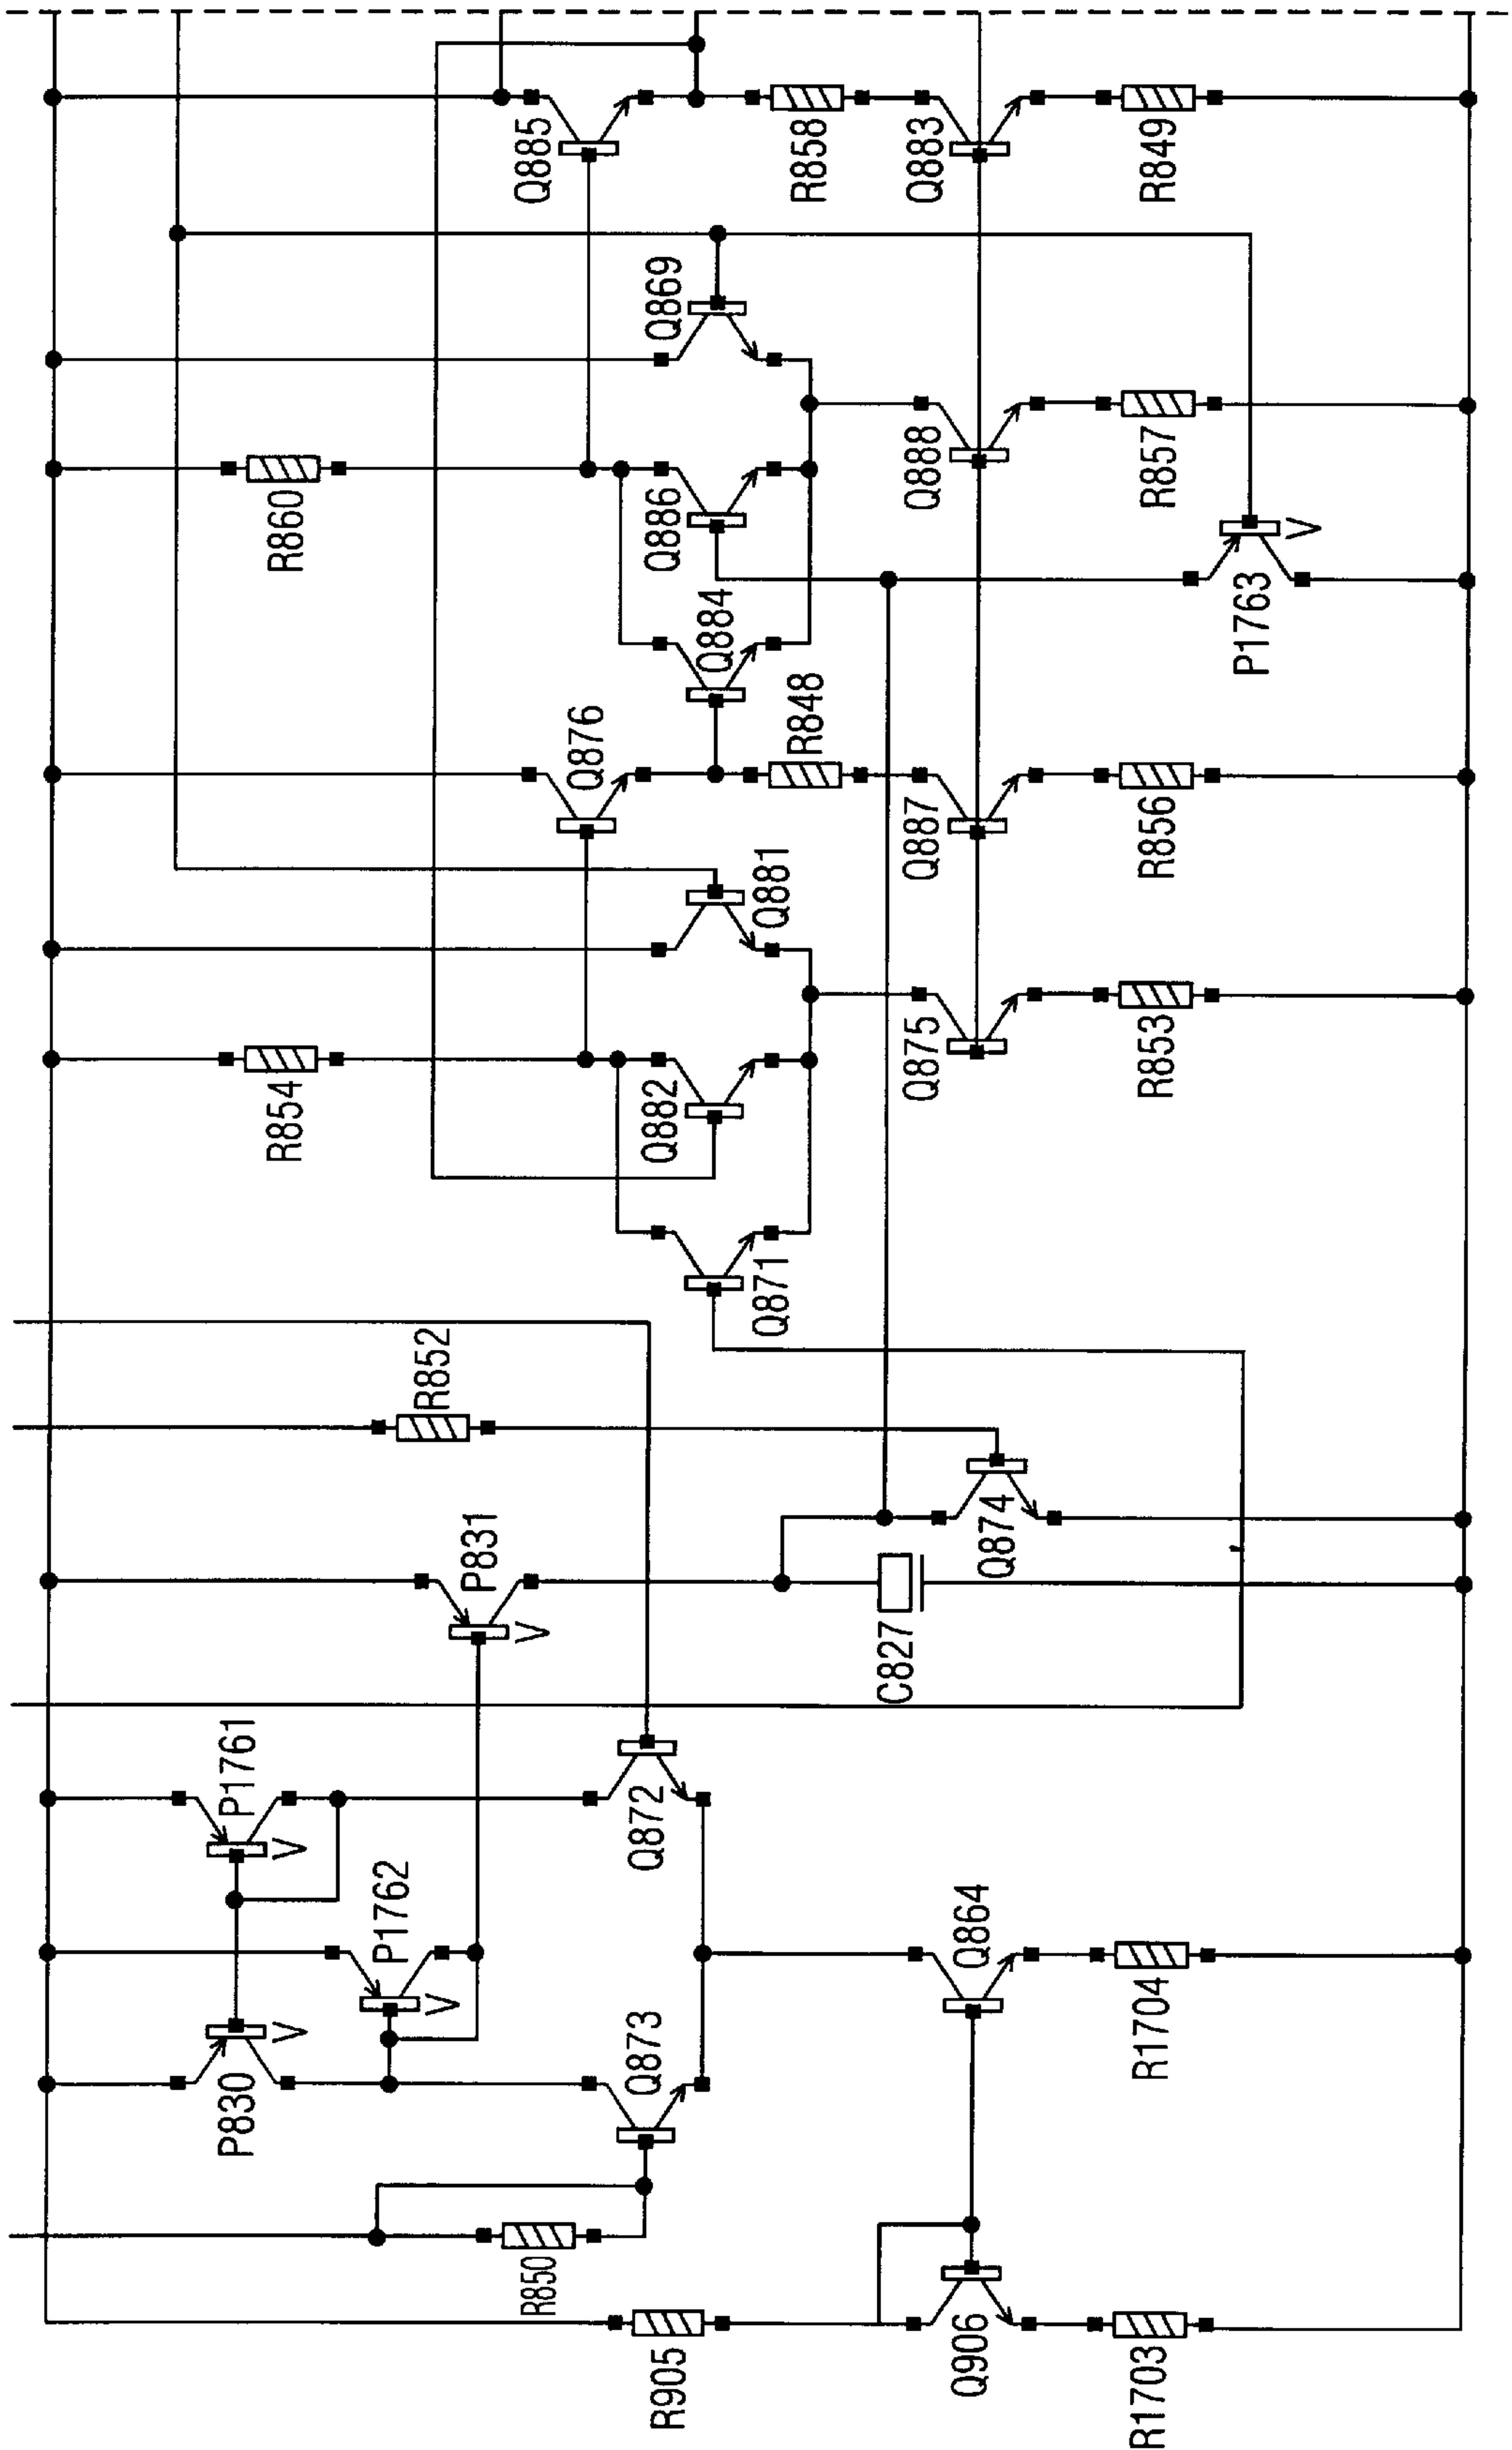 R905
Q906
R1703
R850
P830
V
Q873
P1762
V
Q864
R1704
P1761
V
Q872
P831
V
C827
Q874
R852
Q871
R854
Q882
Q881
Q875
R853
Q876
Q887
R856
R848
Q884
R860
Q886
Q869
Q888
R857
P1763
V
Q885
R858
Q883
R849